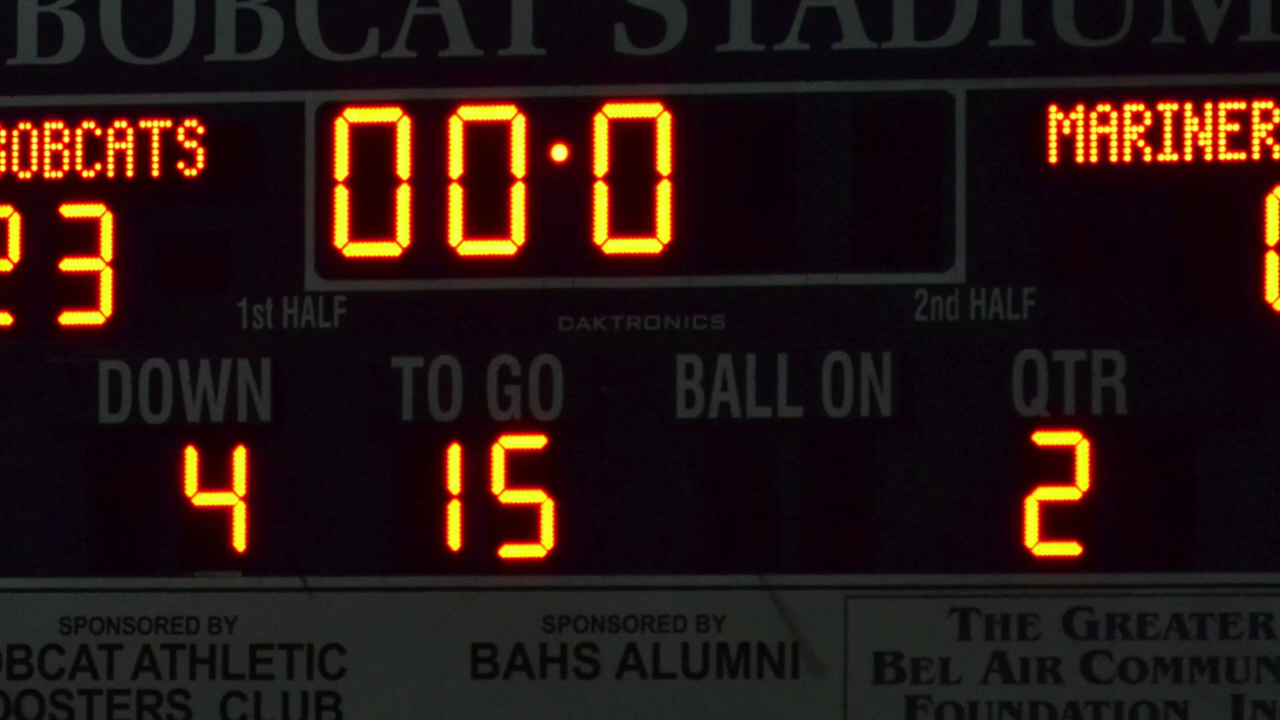 BOBCAT STADIUM
BOBCATS 00.0 MARINER
23
1st HALF DAKTRONICS 2nd HALF
DOWN TO GO BALL ON QTR
4 15 2
SPONSORED BY
OBCAT ATHLETIC
OOSTERS CLUB
SPONSORED BY
BAHS ALUMNI
THE GREATER
BEL AIR COMMUN
FOUNDATION, IN